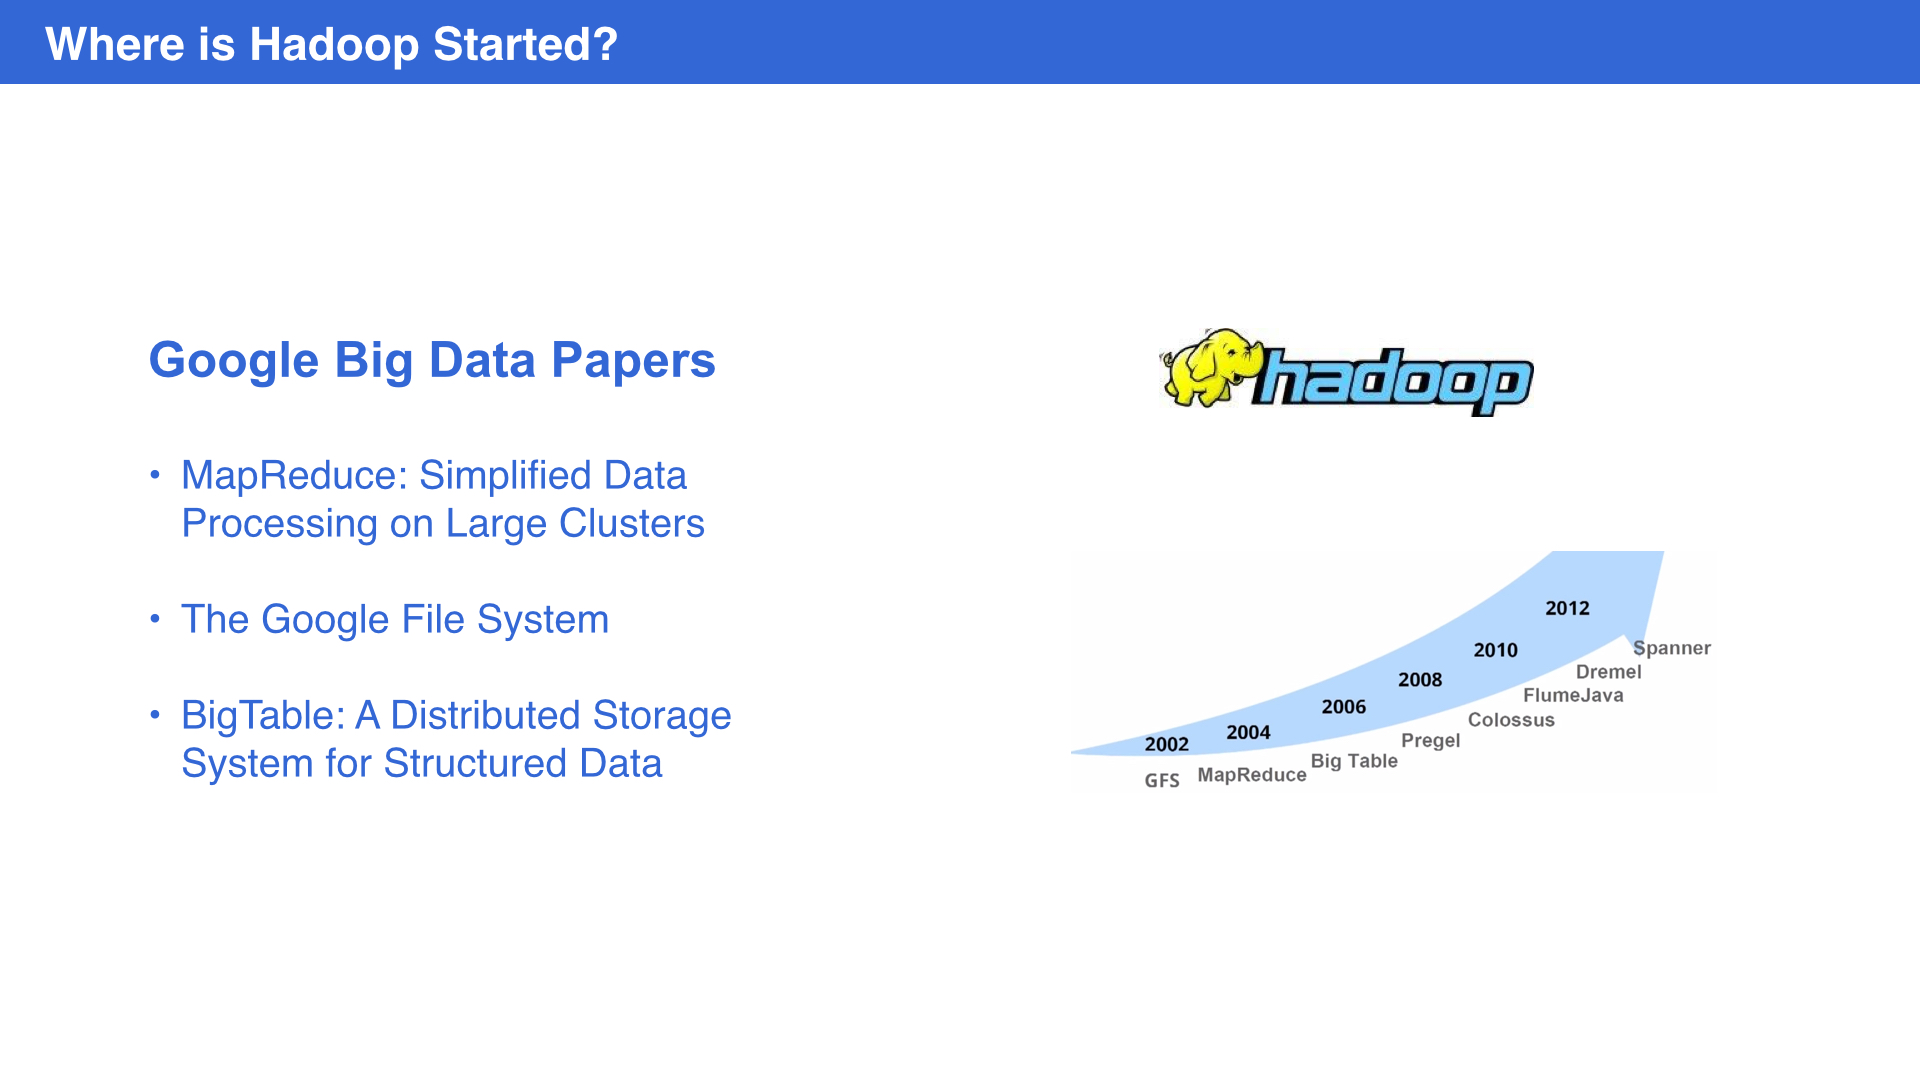 Where is Hadoop Started?
Google Big Data Papers
• MapReduce: Simplified Data
Processing on Large Clusters
• The Google File System
• BigTable: A Distributed Storage
System for Structured Data
hadoop
2012
2010
2008
2006
2004
2002
Spanner
Dremel
FlumeJava
Colossus
Pregel
Big Table
MapReduce
GFS